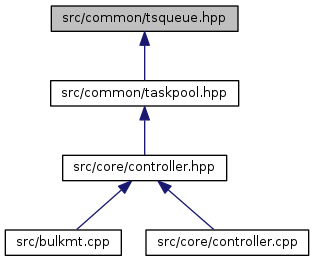 src/common/tsqueue.hpp
src/common/taskpool.hpp
src/core/controller.hpp
src/bulkmt.cpp
src/core/controller.cpp